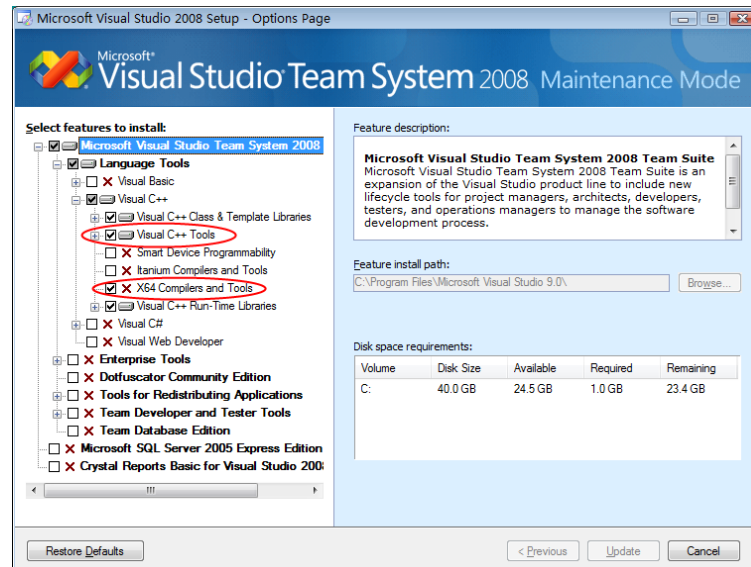 Microsoft Visual Studio 2008 Setup - Options Page
Microsoft®
Visual Studio Team System 2008 Maintenance Mode
Select features to install:
Microsoft Visual Studio Team System 2008
Language Tools
Visual Basic
Visual C++
Visual C++ Class & Template Libraries
Visual C++ Tools
Smart Device Programmability
Itanium Compilers and Tools
X64 Compilers and Tools
Visual C++ Run-Time Libraries
Visual C#
Visual Web Developer
Enterprise Tools
Dotfuscator Community Edition
Tools for Redistributing Applications
Team Developer and Tester Tools
Team Database Edition
Microsoft SQL Server 2005 Express Edition
Crystal Reports Basic for Visual Studio 200
Feature description:
Microsoft Visual Studio Team System 2008 Team Suite
Microsoft Visual Studio Team System 2008 Team Suite is an
expansion of the Visual Studio product line to include new
lifecycle tools for project managers, architects, developers,
testers, and operations managers to manage the software
development process.
Feature install path:
C:\Program Files\Microsoft Visual Studio 9.0\
Browse...
Disk space requirements:
Volume Disk Size Available Required Remaining
C: 40.0 GB 24.5 GB 1.0 GB 23.4 GB
Restore Defaults
< Previous
Update
Cancel